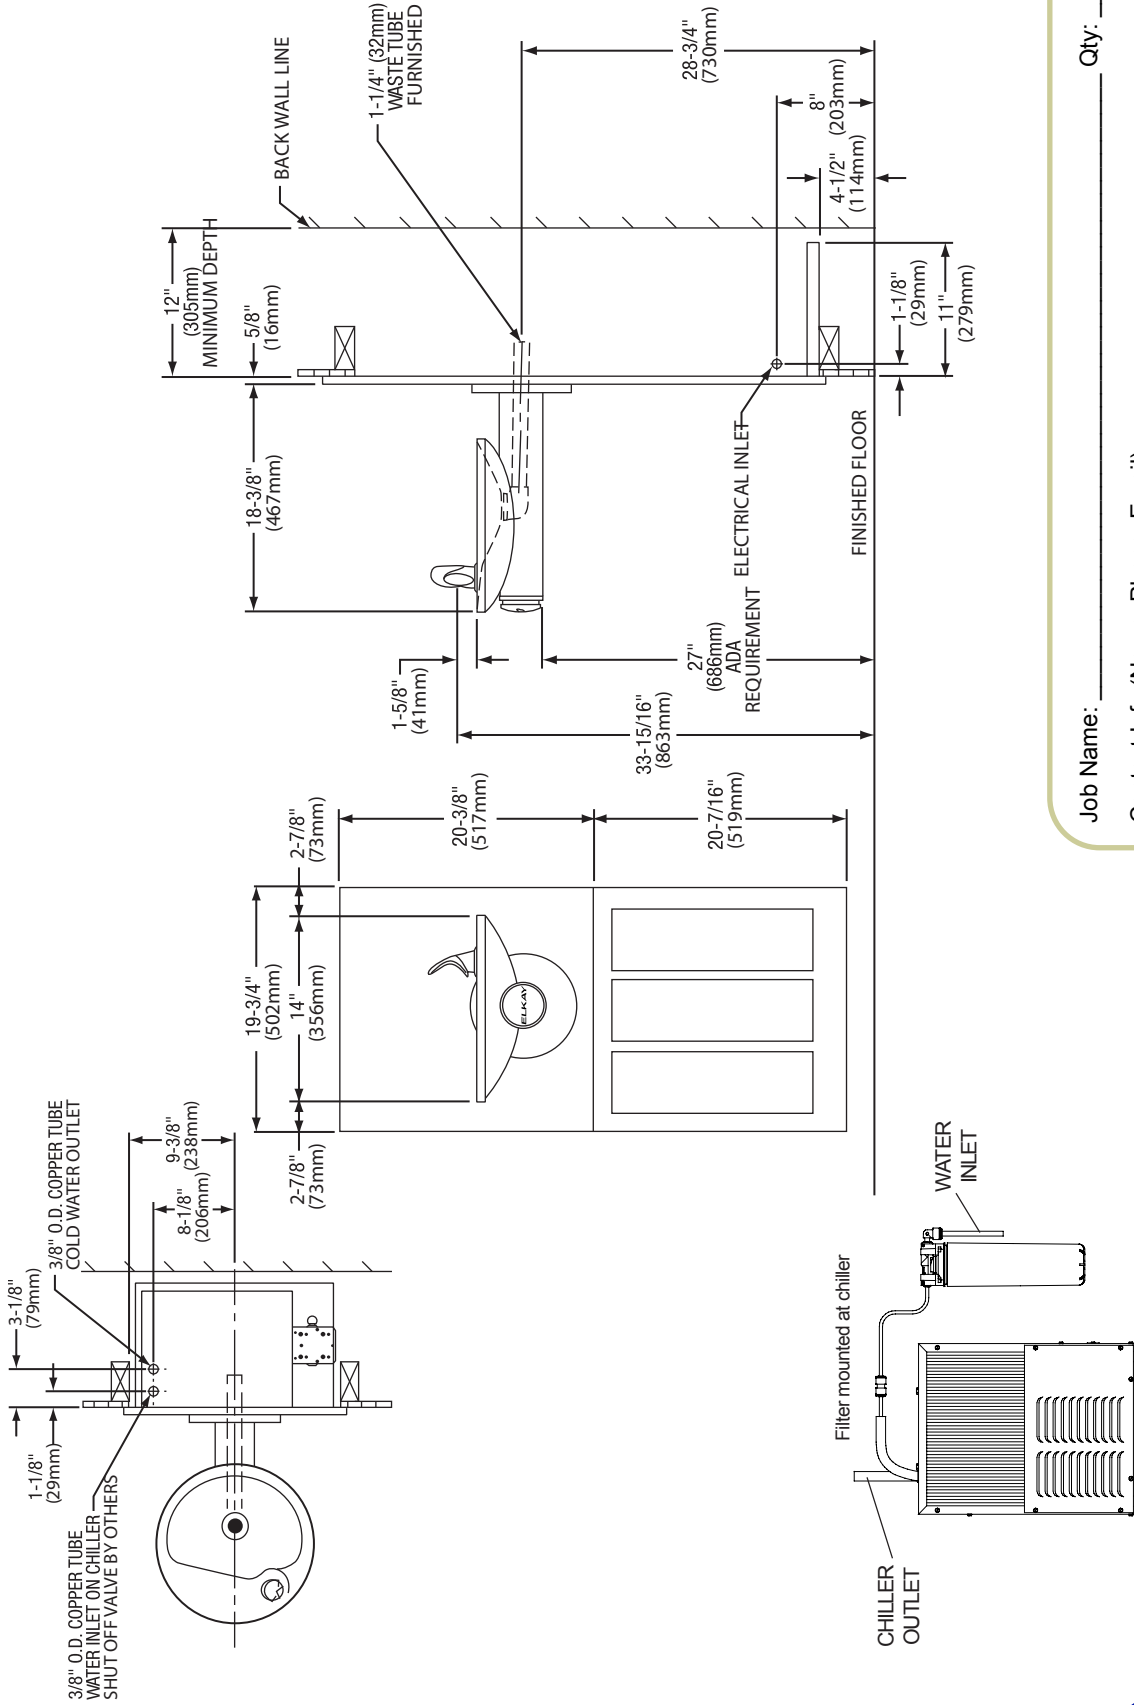 3/8" O.D. COPPER TUBE
WATER INLET ON CHILLER
SHUT OFF VALVE BY OTHERS
1-1/8"
(29mm)
3-1/8"
(79mm)
3/8" O.D. COPPER TUBE
COLD WATER OUTLET
8-1/8"
(206mm)
9-3/8"
(238mm)
2-7/8"
(73mm)
19-3/4"
(502mm)
14"
(356mm)
2-7/8"
(73mm)
ELKAY
20-3/8"
(517mm)
20-7/16"
(519mm)
18-3/8"
(467mm)
5/8"
(16mm)
12"
(305mm)
MINIMUM DEPTH
BACK WALL LINE
1-1/4" (32mm)
WASTE TUBE
FURNISHED
1-5/8"
(41mm)
33-15/16"
(863mm)
27"
(686mm)
ADA
REQUIREMENT
ELECTRICAL INLET
FINISHED FLOOR
28-3/4"
(730mm)
8"
(203mm)
4-1/2"
(114mm)
1-1/8"
(29mm)
11"
(279mm)
CHILLER
OUTLET
Filter mounted at chiller
WATER
INLET
Job Name: Qty: